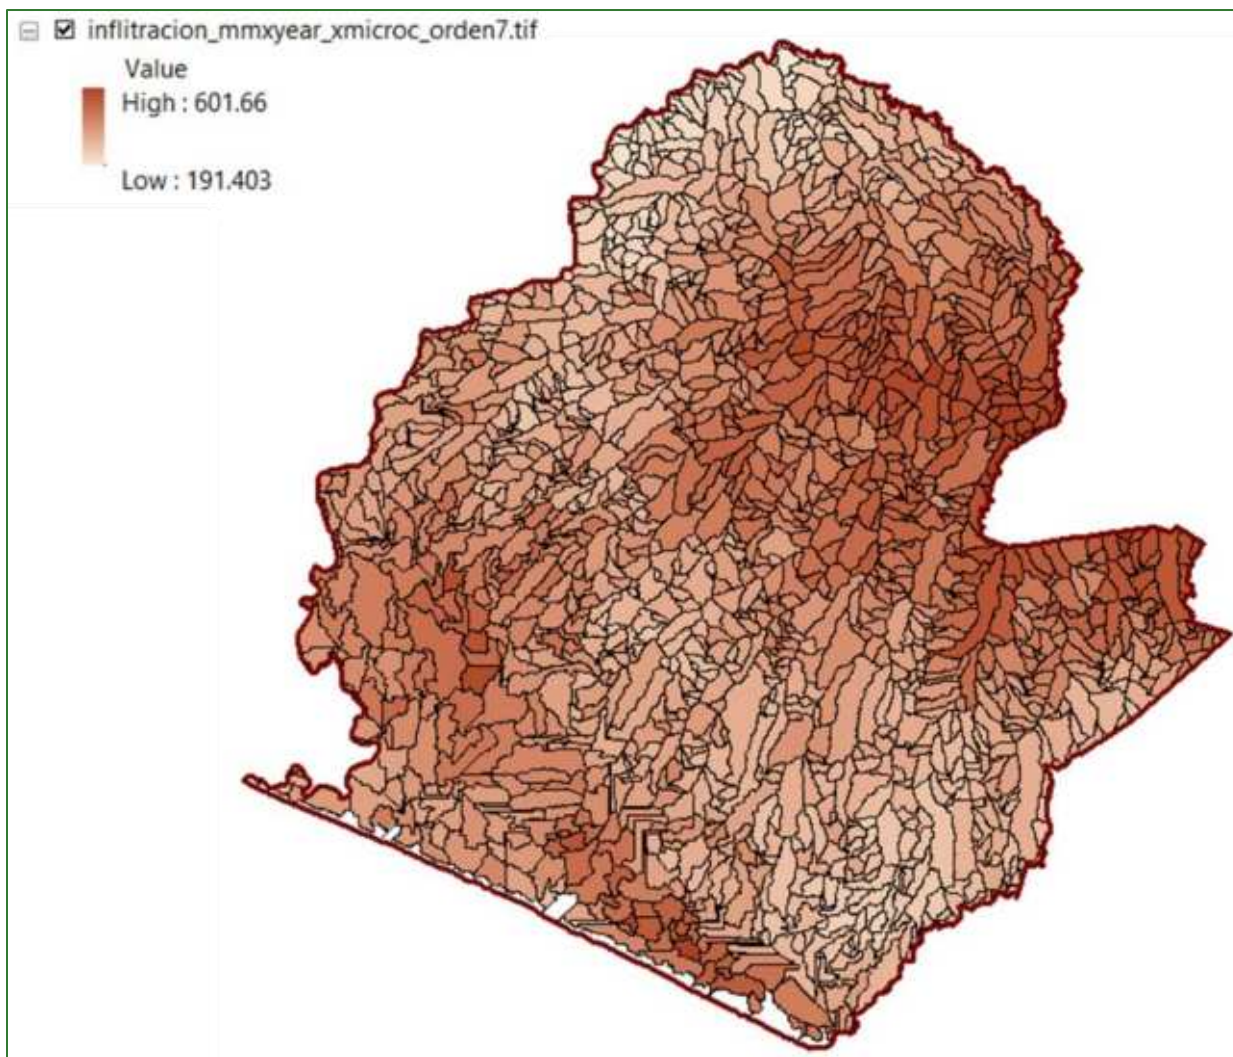 inflitracion_mmxyear_xmicroc_orden7.tif
Value
High : 601.66
Low : 191.403